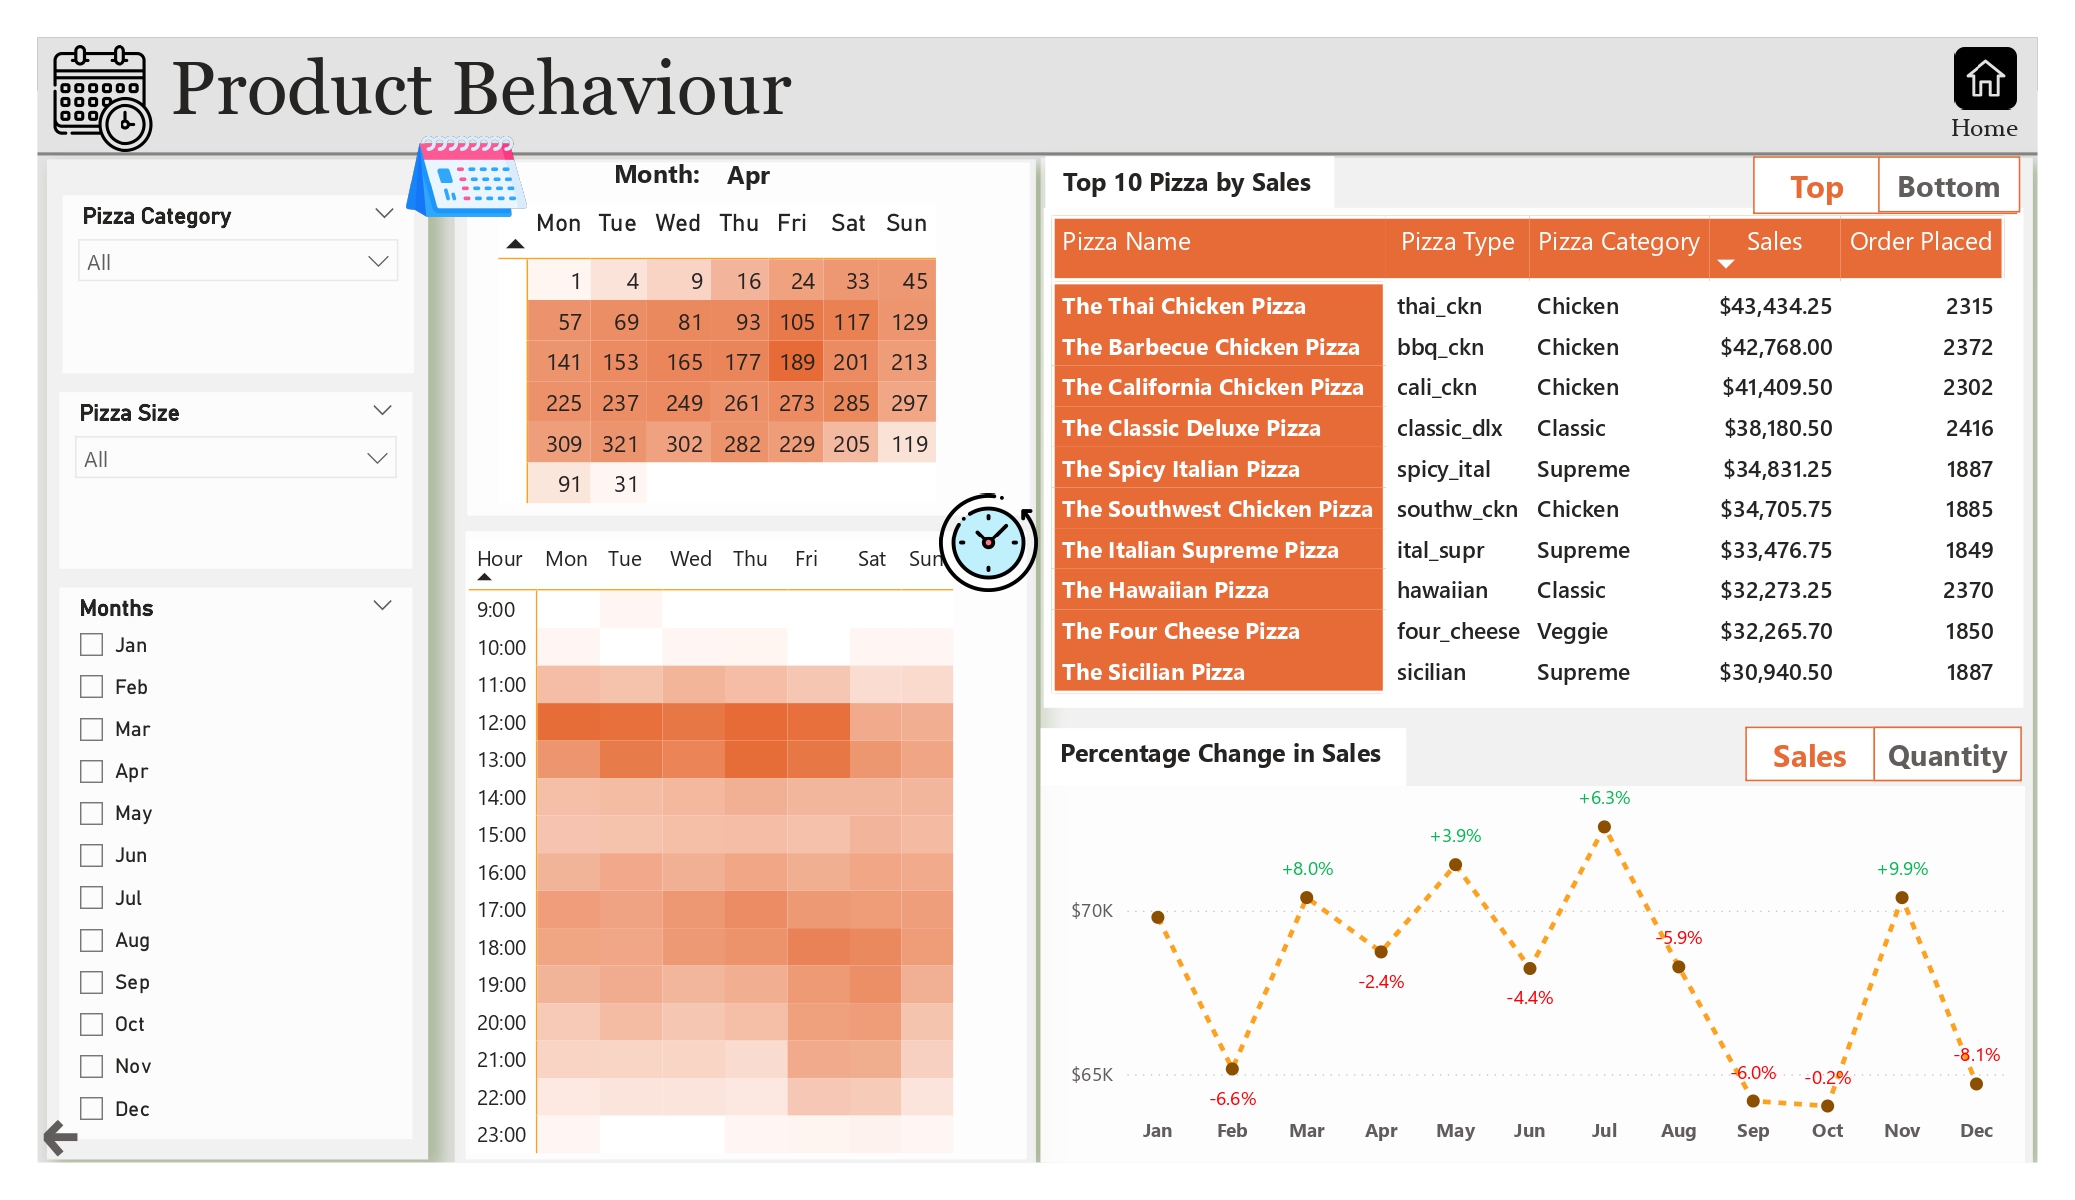 Product Behaviour
Home
Pizza Category
All
Pizza Size
All
Months
Jan
Feb
Mar
Apr
May
Jun
Jul
Aug
Sep
Oct
Nov
Dec
Month: Apr
Mon Tue Wed Thu Fri Sat Sun
1 4 9 16 24 33 45
57 69 81 93 105 117 129
141 153 165 177 189 201 213
225 237 249 261 273 285 297
309 321 302 282 229 205 119
91 31
Hour Mon Tue Wed Thu Fri Sat Sun
9:00
10:00
11:00
12:00
13:00
14:00
15:00
16:00
17:00
18:00
19:00
20:00
21:00
22:00
23:00
Top 10 Pizza by Sales
Top Bottom
Pizza Name Pizza Type Pizza Category Sales Order Placed
The Thai Chicken Pizza thai_ckn Chicken $43,434.25 2315
The Barbecue Chicken Pizza bbq_ckn Chicken $42,768.00 2372
The California Chicken Pizza cali_ckn Chicken $41,409.50 2302
The Classic Deluxe Pizza classic_dlx Classic $38,180.50 2416
The Spicy Italian Pizza spicy_ital Supreme $34,831.25 1887
The Southwest Chicken Pizza southw_ckn Chicken $34,705.75 1885
The Italian Supreme Pizza ital_supr Supreme $33,476.75 1849
The Hawaiian Pizza hawaiian Classic $32,273.25 2370
The Four Cheese Pizza four_cheese Veggie $32,265.70 1850
The Sicilian Pizza sicilian Supreme $30,940.50 1887
Percentage Change in Sales
Sales Quantity
+6.3%
+3.9%
+8.0% +9.9%
$70K
-5.9%
-2.4%
-4.4%
-8.1%
$65K -6.0% -0.2%
-6.6%
Jan Feb Mar Apr May Jun Jul Aug Sep Oct Nov Dec